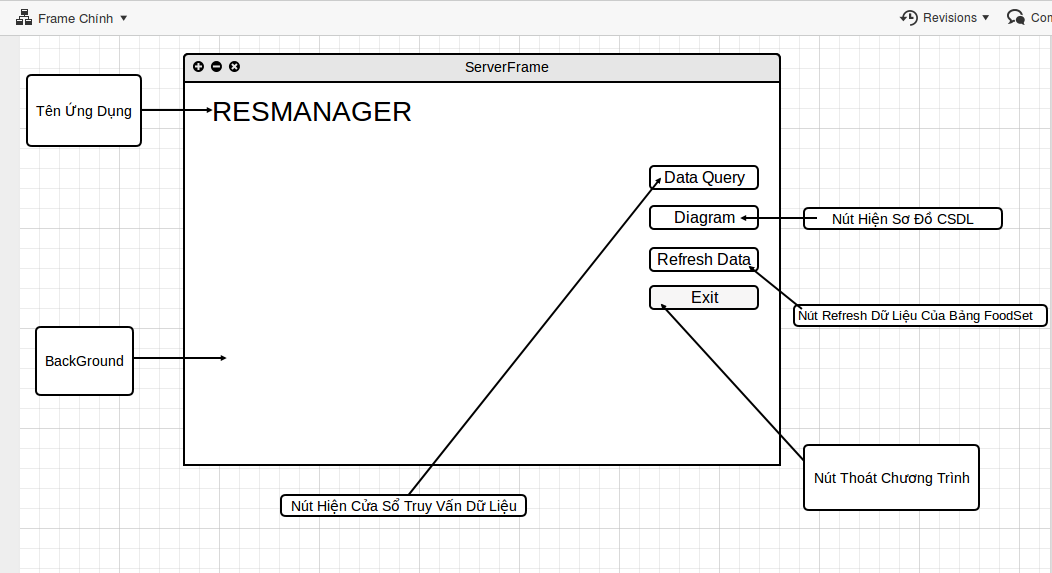 Frame Chính
Revisions
ServerFrame
Tên Ứng Dụng
RESMANAGER
Data Query
Diagram
Nút Hiện Sơ Đồ CSDL
Refresh Data
Exit
Nút Refresh Dữ Liệu Của Bảng FoodSet
BackGround
Nút Thoát Chương Trình
Nút Hiện Cửa Sổ Truy Vấn Dữ Liệu